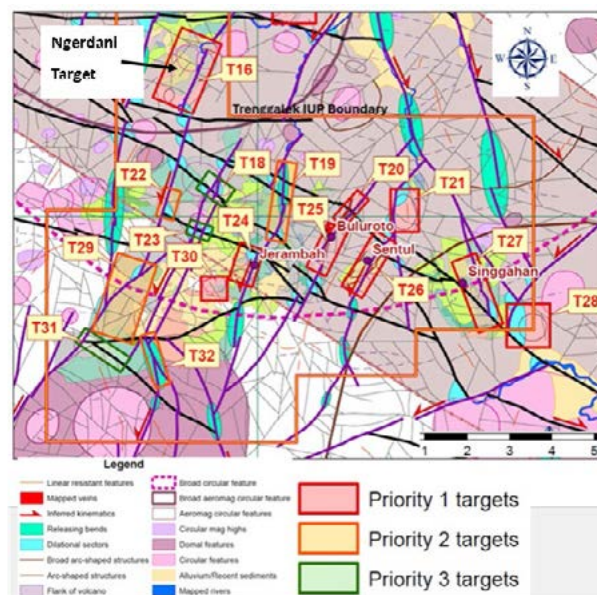 Ngerdani
Target
T16
N
W E
S
Trenggalek IUP Boundary
T18
T19
T20
T22
T21
T24
T25
Buluroto
T29
T23
T30
Jerambah
Sentul
T27
Singgahan
T26
T28
T31
T32
1 2 3 4 5
Legend
Linear resistant features
Mapped veins
Inferred kinematics
Releasing bends
Dilational sectors
Broad arc-shaped structures
Arc-shaped structures
Flank of volcano
Broad circular feature
Broad aeromag circular feature
Aeromag circular features
Circular mag highs
Domal features
Circular features
Alluvium/Recent sediments
Mapped rivers
Priority 1 targets
Priority 2 targets
Priority 3 targets